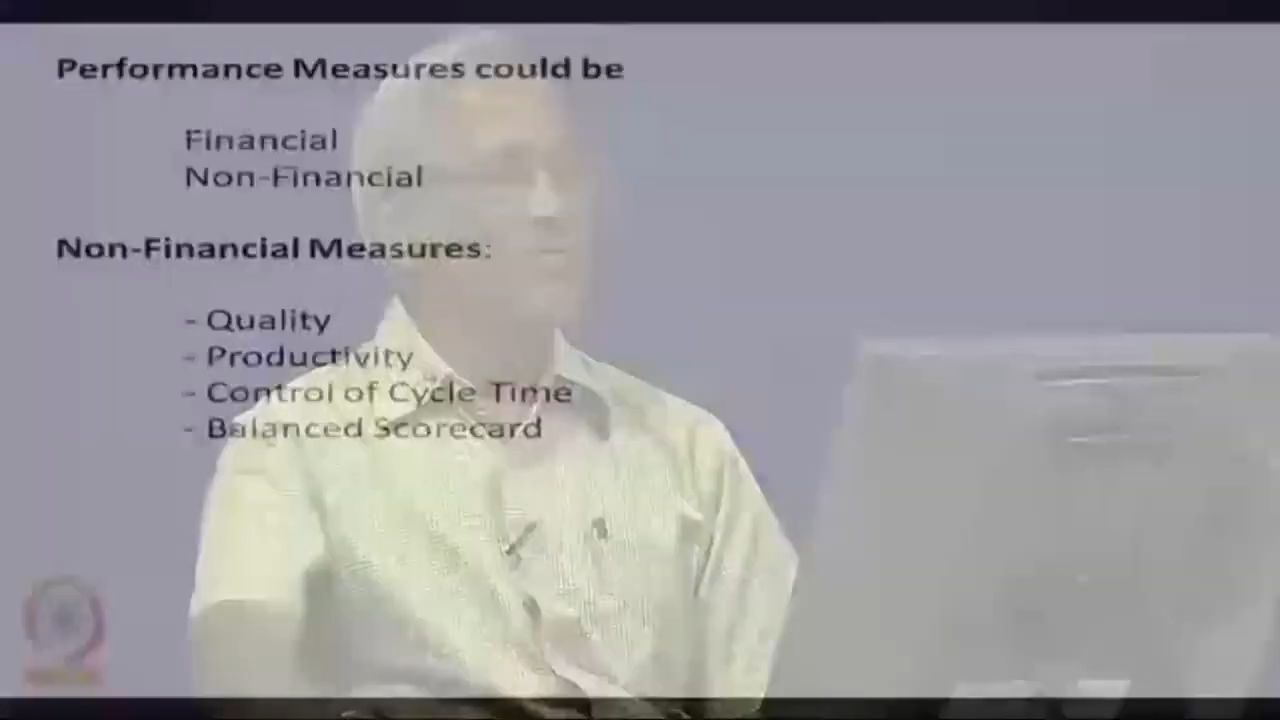 Performance Measures could be
Financial
Non-Financial
Non-Financial Measures:
- Quality
- Productivity
- Control of Cycle Time
- Balanced Scorecard